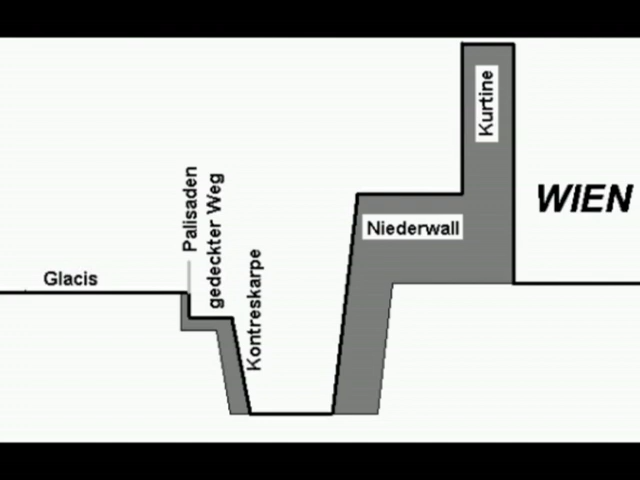 Glacis
Palisaden
gedeckter Weg
Kontreskarpe
Niederwall
Kurtine
WIEN